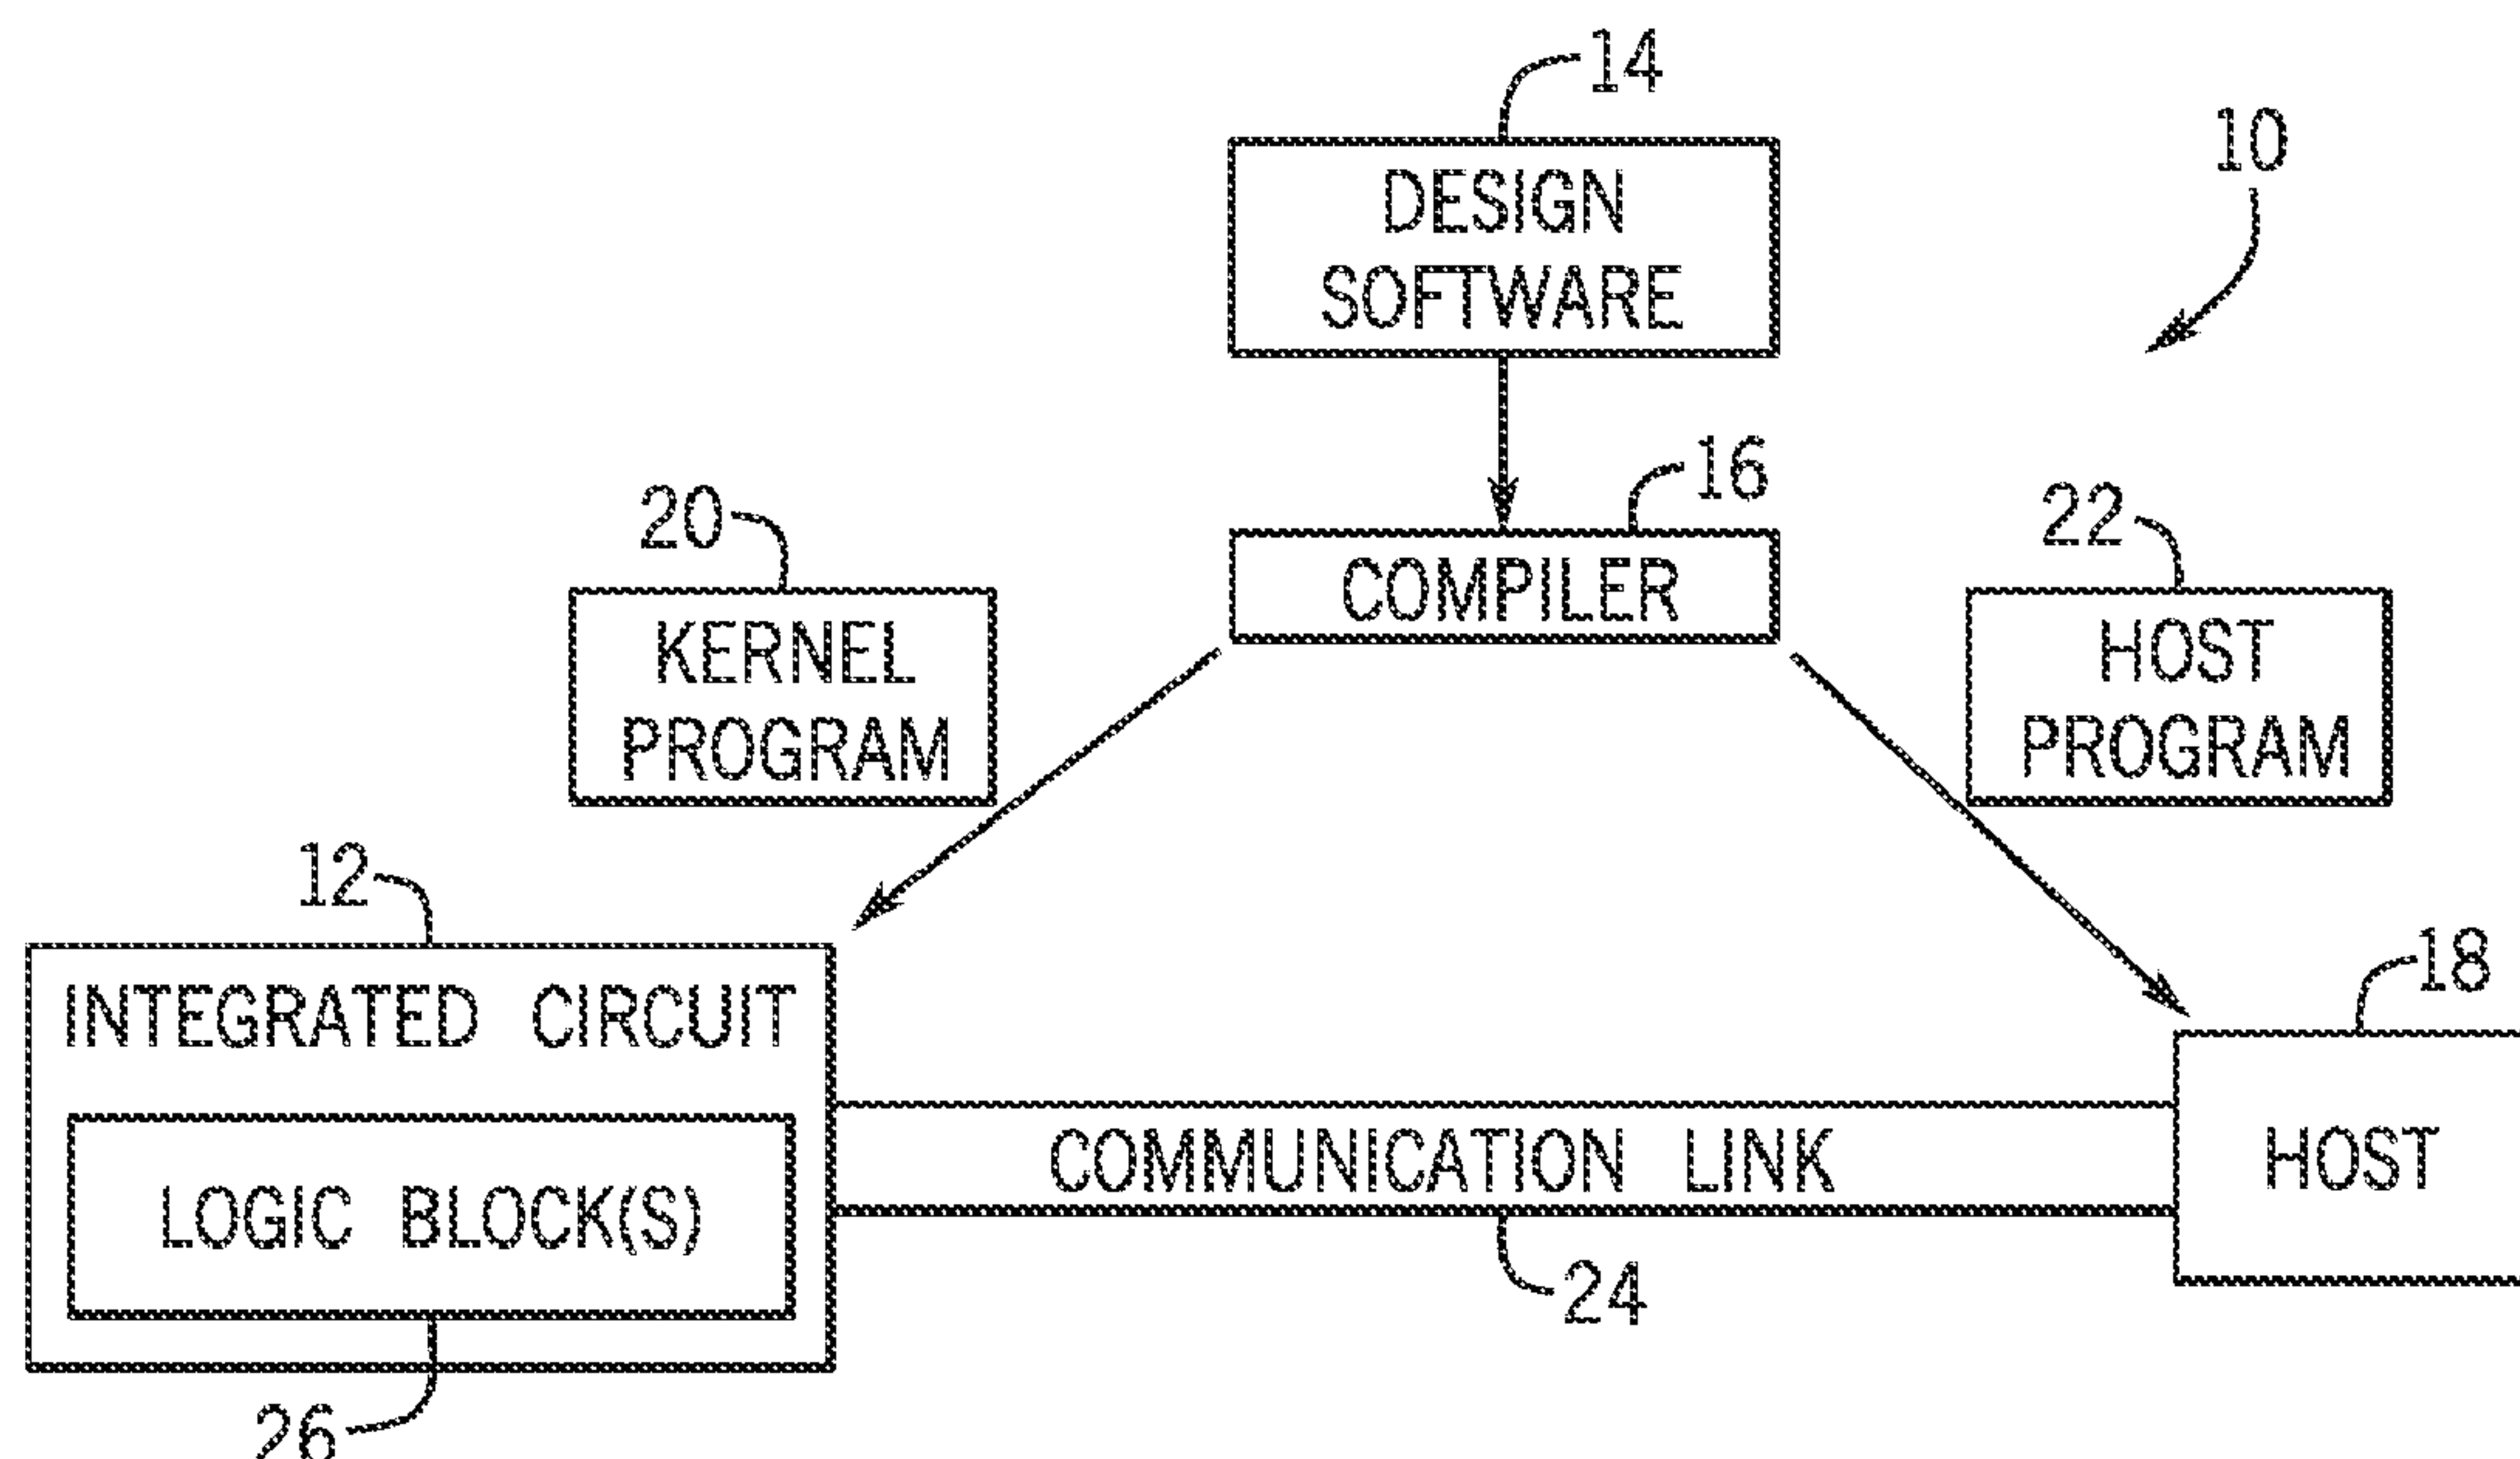 14
10
DESIGN
SOFTWARE
16
20
22
COMPILER
KERNEL
PROGRAM
HOST
PROGRAM
12
18
INTEGRATED CIRCUIT
COMMUNICATION LINK
HOST
LOGIC BLOCK(S)
24
26